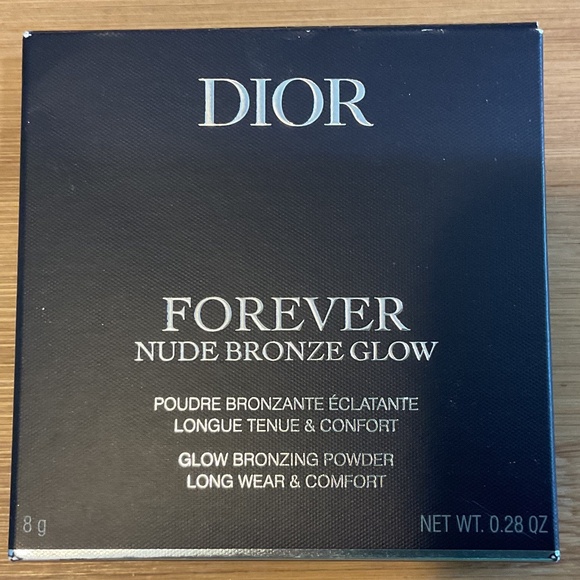 DIOR
FOREVER
NUDE BRONZE GLOW
POUDRE BRONZANTE ÉCLATANTE
LONGUE TENUE & CONFORT
GLOW BRONZING POWDER
LONG WEAR & COMFORT
8 g NET WT. 0.28 OZ